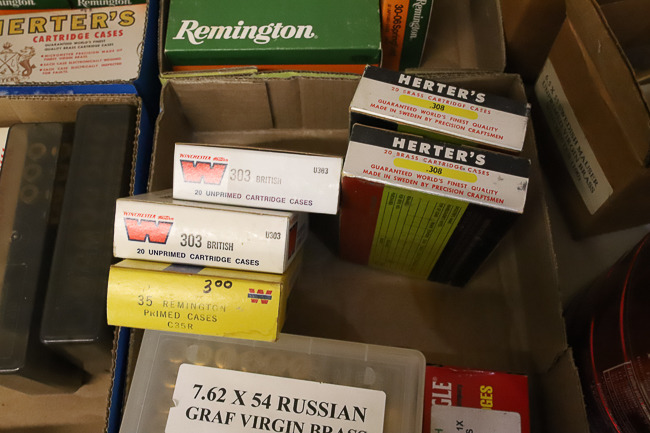 HERTER'S
CARTRIDGE CASES
Remington
30-06 Spr
HERTER'S
20 BRASS CARTRIDGE CASES
.308
GUARANTEED WORLD'S FINEST QUALITY
MADE IN SWEDEN BY PRECISION CRAFTSMEN
HERTER'S
20 BRASS CARTRIDGE CASES
.308
GUARANTEED WORLD'S FINEST QUALITY
MADE IN SWEDEN BY PRECISION CRAFTSMEN
WINCHESTER
W
303 BRITISH
U303
20 UNPRIMED CARTRIDGE CASES
WINCHESTER
W
303 BRITISH
U303
20 UNPRIMED CARTRIDGE CASES
3.00
35 REMINGTON
W
PRIMED CASES
C35R
7.62 X 54 RUSSIAN
GRAF VIRGIN BRASS